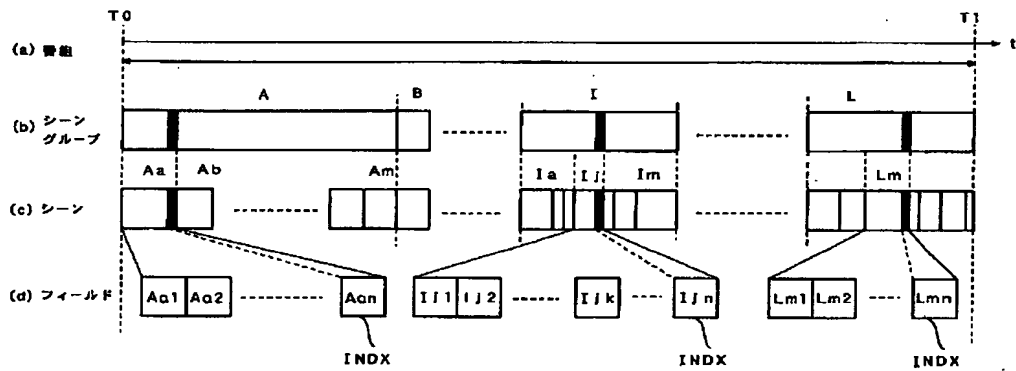 T0 T1
t
(a) 番組
A B I L
(b) シーン
グループ
Aa Ab Am Ia Ij Im Lm
(c) シーン
(d) フィールド Aa1 Aa2 Aan Ij1 Ij2 Ijk Ijn Lm1 Lm2 Lmn
INDX INDX INDX